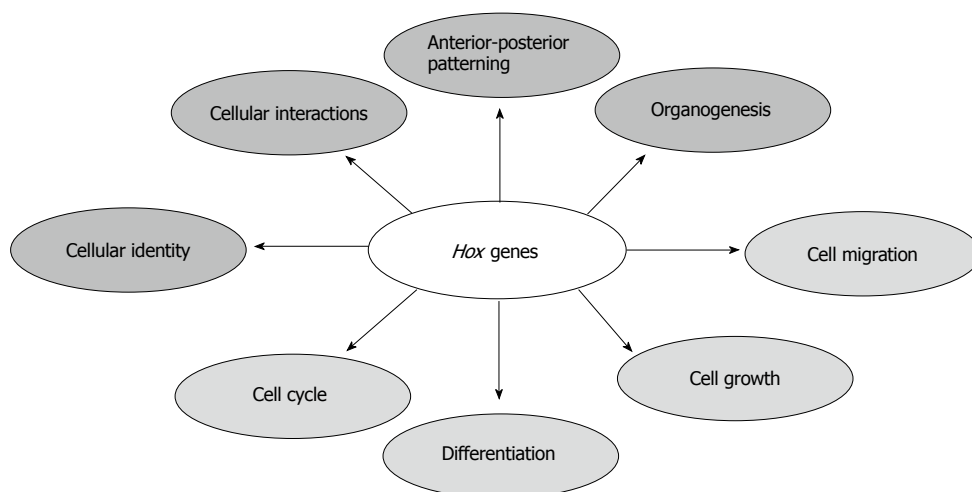 Anterior-posterior
patterning
Cellular interactions
Organogenesis
Cellular identity
Hox genes
Cell migration
Cell cycle
Cell growth
Differentiation